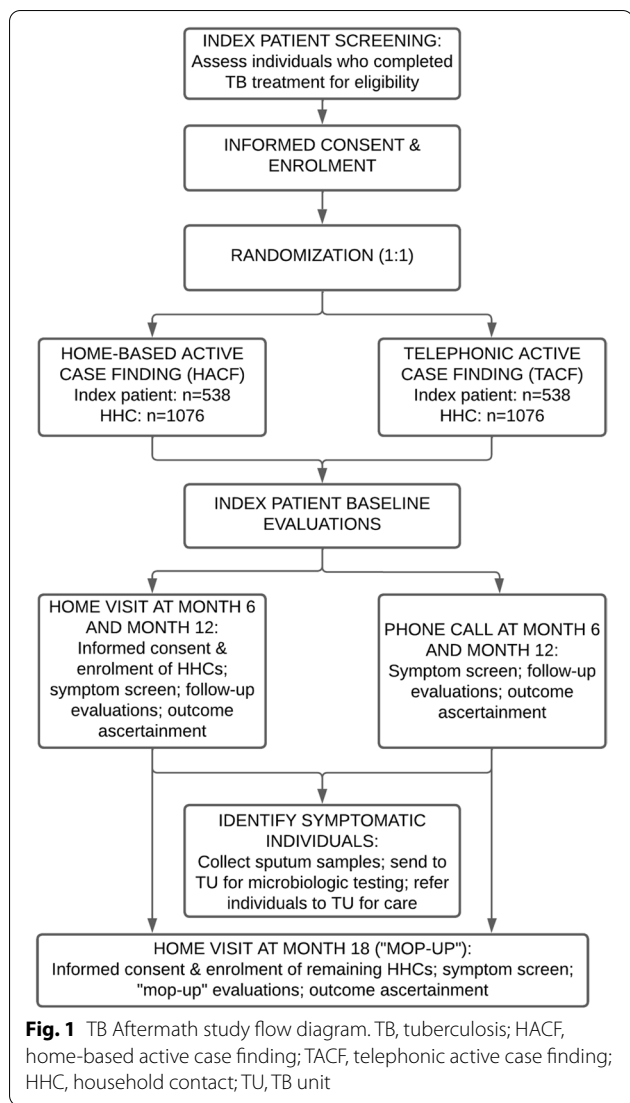 INDEX PATIENT SCREENING:
Assess individuals who completed
TB treatment for eligibility
INFORMED CONSENT &
ENROLMENT
RANDOMIZATION (1:1)
HOME-BASED ACTIVE
CASE FINDING (HACF)
Index patient: n=538
HHC: n=1076
TELEPHONIC ACTIVE
CASE FINDING (TACF)
Index patient: n=538
HHC: n=1076
INDEX PATIENT BASELINE
EVALUATIONS
HOME VISIT AT MONTH 6
AND MONTH 12:
Informed consent &
enrolment of HHCs;
symptom screen; follow-up
evaluations; outcome
ascertainment
PHONE CALL AT MONTH 6
AND MONTH 12:
Symptom screen; follow-up
evaluations; outcome
ascertainment
IDENTIFY SYMPTOMATIC
INDIVIDUALS:
Collect sputum samples; send to
TU for microbiologic testing; refer
individuals to TU for care
HOME VISIT AT MONTH 18 ("MOP-UP"):
Informed consent & enrolment of remaining HHCs; symptom screen;
"mop-up" evaluations; outcome ascertainment
Fig. 1 TB Aftermath study flow diagram. TB, tuberculosis; HACF,
home-based active case finding; TACF, telephonic active case finding;
HHC, household contact; TU, TB unit